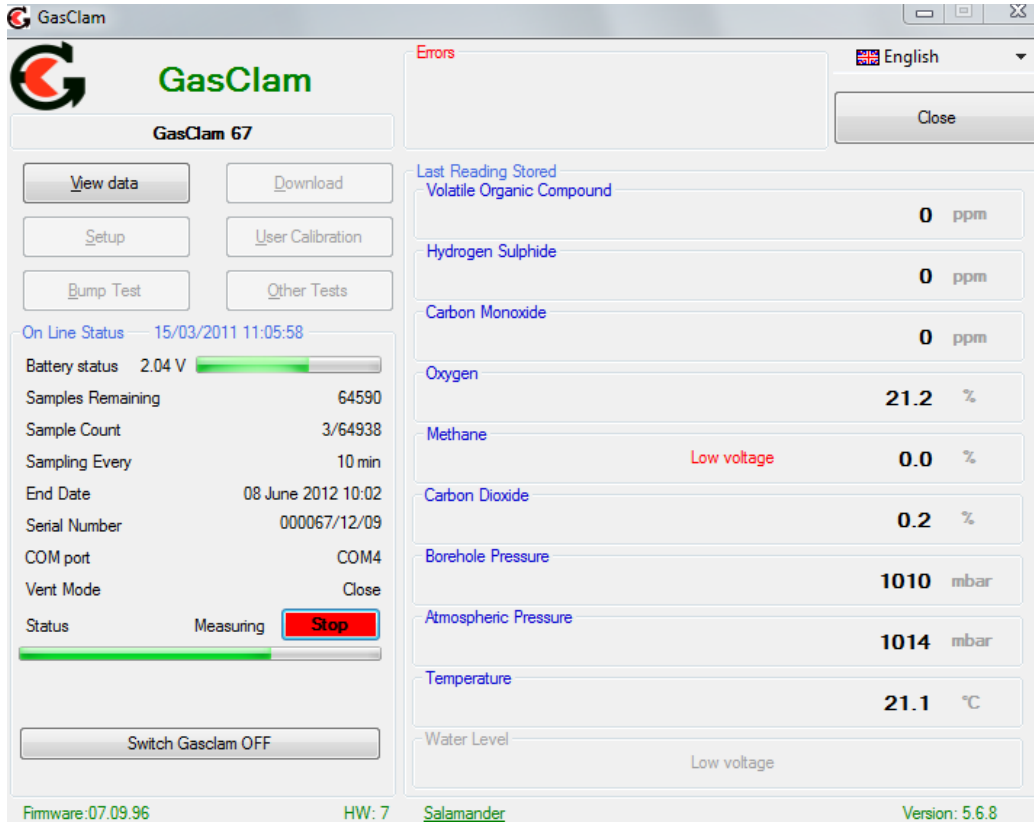 GasClam
GasClam
GasClam 67
Errors
English
Close
View data
Download
Setup
User Calibration
Bump Test
Other Tests
On Line Status 15/03/2011 11:05:58
Battery status 2.04 V
Samples Remaining 64590
Sample Count 3/64938
Sampling Every 10 min
End Date 08 June 2012 10:02
Serial Number 000067/12/09
COM port COM4
Vent Mode Close
Status Measuring Stop
Switch Gasclam OFF
Last Reading Stored
Volatile Organic Compound
0 ppm
Hydrogen Sulphide
0 ppm
Carbon Monoxide
0 ppm
Oxygen
21.2 %
Methane
Low voltage 0.0 %
Carbon Dioxide
0.2 %
Borehole Pressure
1010 mbar
Atmospheric Pressure
1014 mbar
Temperature
21.1 °C
Water Level
Low voltage
Firmware:07.09.96 HW: 7 Salamander Version: 5.6.8